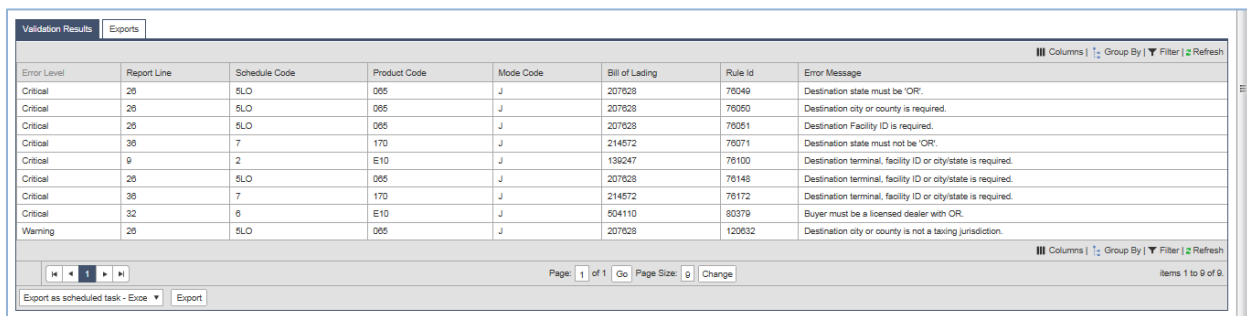 Validation Results Exports
Columns | Group By | Filter | Refresh
Error Level Report Line Schedule Code Product Code Mode Code Bill of Lading Rule Id Error Message
Critical 26 5LO 065 J 207628 76049 Destination state must be 'OR'.
Critical 26 5LO 065 J 207628 76050 Destination city or county is required.
Critical 26 5LO 065 J 207628 76051 Destination Facility ID is required.
Critical 36 7 170 J 214572 76071 Destination state must not be 'OR'.
Critical 9 2 E10 J 139247 76100 Destination terminal, facility ID or city/state is required.
Critical 26 5LO 065 J 207628 76148 Destination terminal, facility ID or city/state is required.
Critical 36 7 170 J 214572 76172 Destination terminal, facility ID or city/state is required.
Critical 32 6 E10 J 504110 80379 Buyer must be a licensed dealer with OR.
Warning 26 5LO 065 J 207628 120632 Destination city or county is not a taxing jurisdiction.
Columns | Group By | Filter | Refresh
1 Page: 1 of 1 Go Page Size: 9 Change items 1 to 9 of 9.
Export as scheduled task - Exce Export